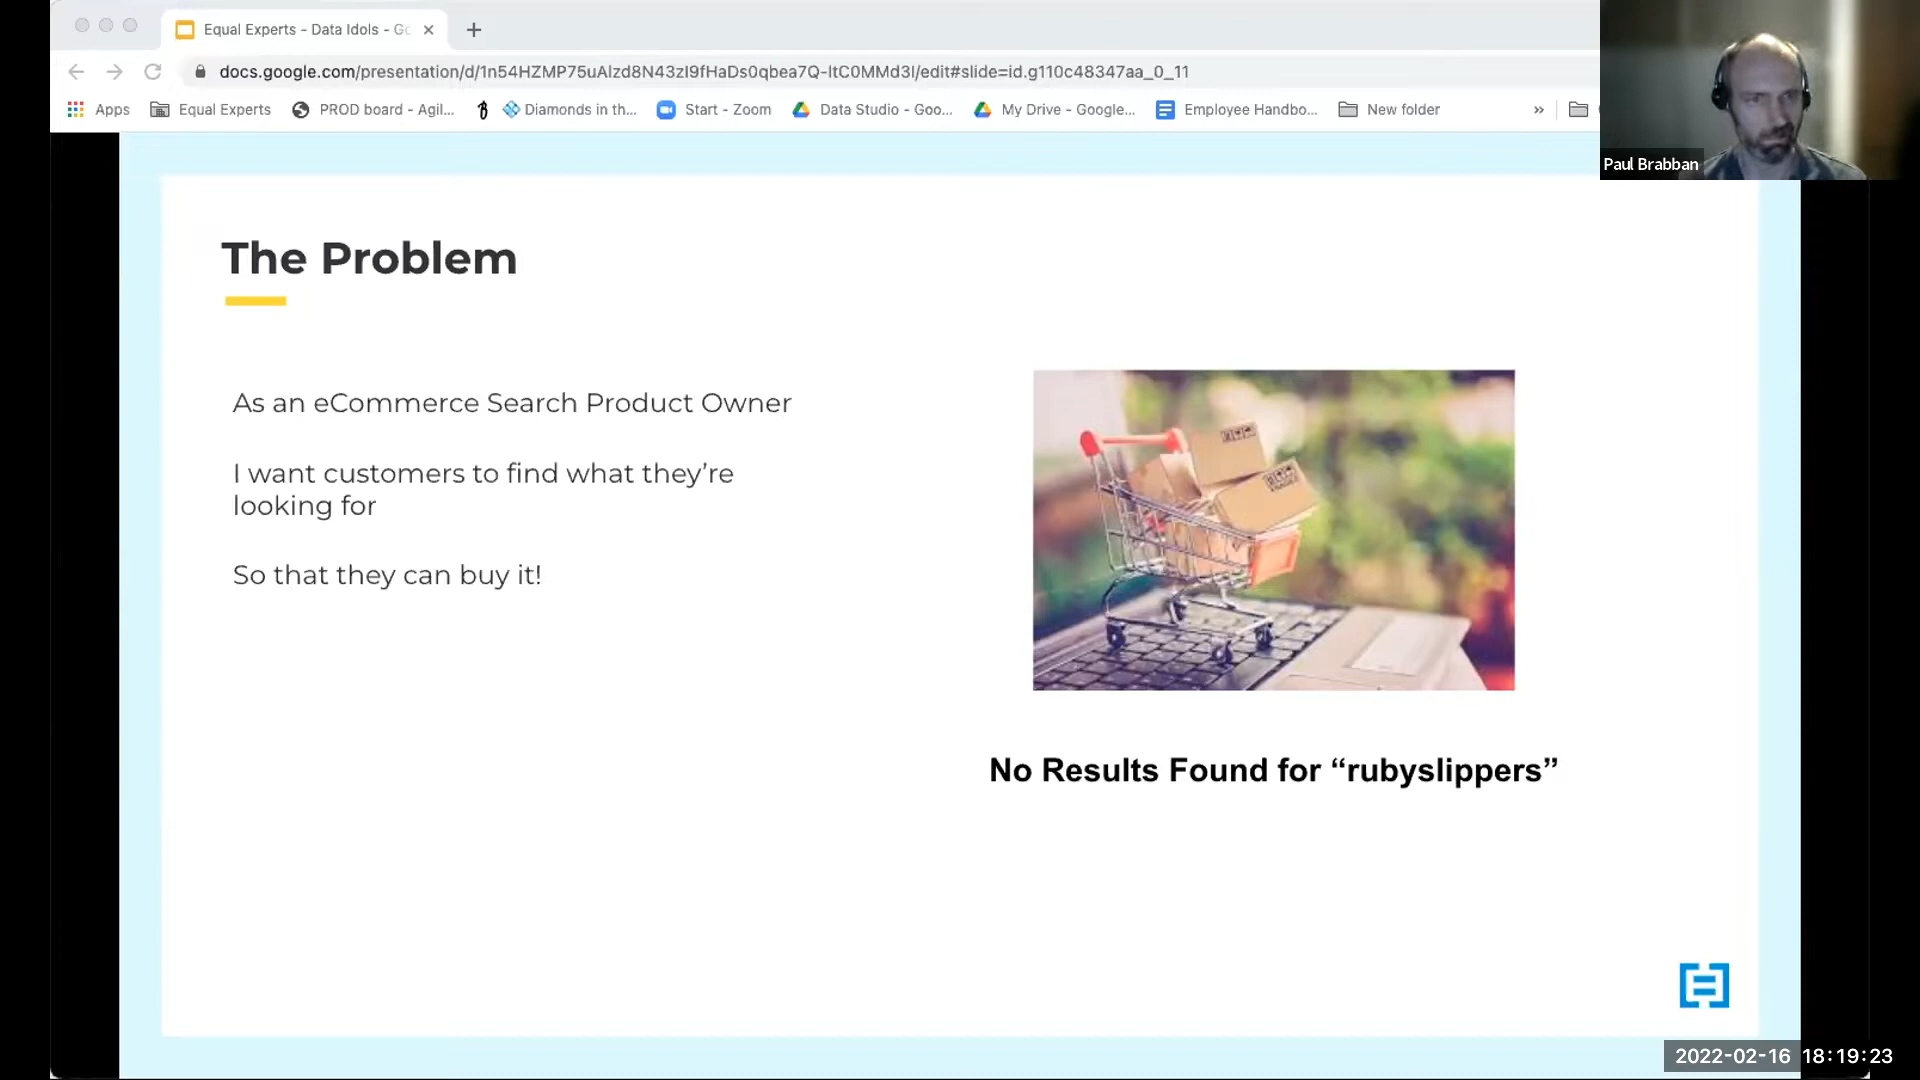 Equal Experts - Data Idols - Go
docs.google.com/presentation/d/1n54HZMP75uAlzd8N43zI9fHaDs0qbea7Q-ItC0MMd3I/edit#slide=id.g110c48347aa_0_11
Apps
Equal Experts
PROD board - Agil...
Diamonds in th...
Start - Zoom
Data Studio - Goo...
My Drive - Google...
Employee Handbo...
New folder
»
Paul Brabban
The Problem
As an eCommerce Search Product Owner
I want customers to find what they’re
looking for
So that they can buy it!
No Results Found for “rubyslippers”
2022-02-16 18:19:23